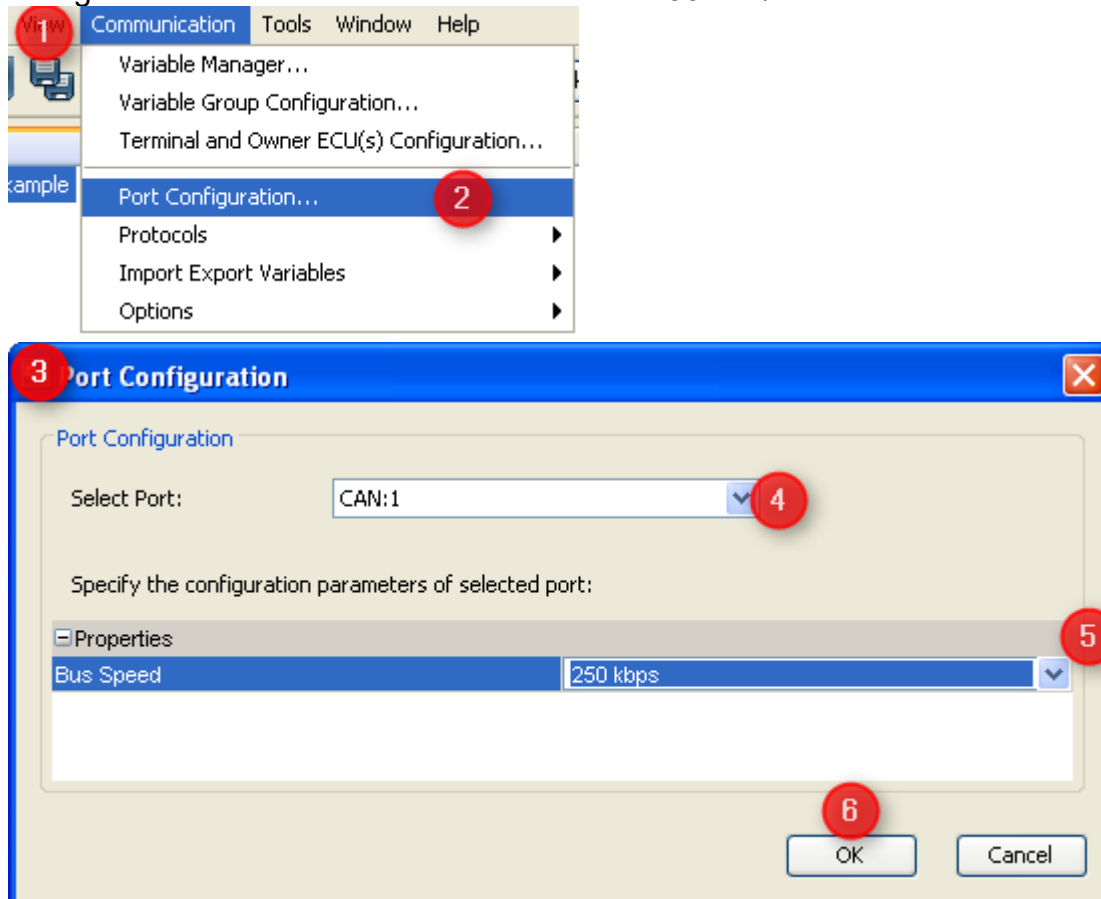 1 View Communication Tools Window Help
Variable Manager...
Variable Group Configuration...
Terminal and Owner ECU(s) Configuration...
Port Configuration... 2
Protocols
Import Export Variables
Options
3 Port Configuration
Port Configuration
Select Port: CAN:1 4
Specify the configuration parameters of selected port:
Properties 5
Bus Speed 250 kbps
6
OK Cancel